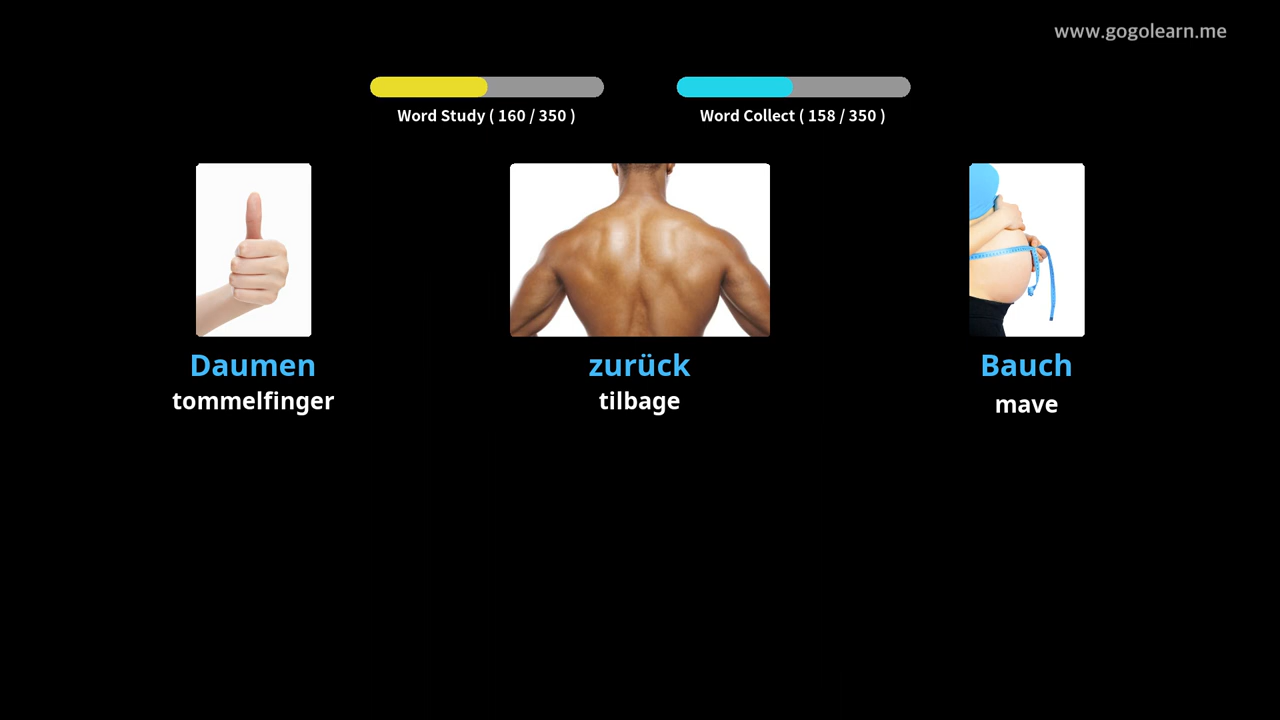 www.gogolearn.me
Word Study ( 160 / 350 )
Word Collect ( 158 / 350 )
Daumen
tommelfinger
zurück
tilbage
Bauch
mave